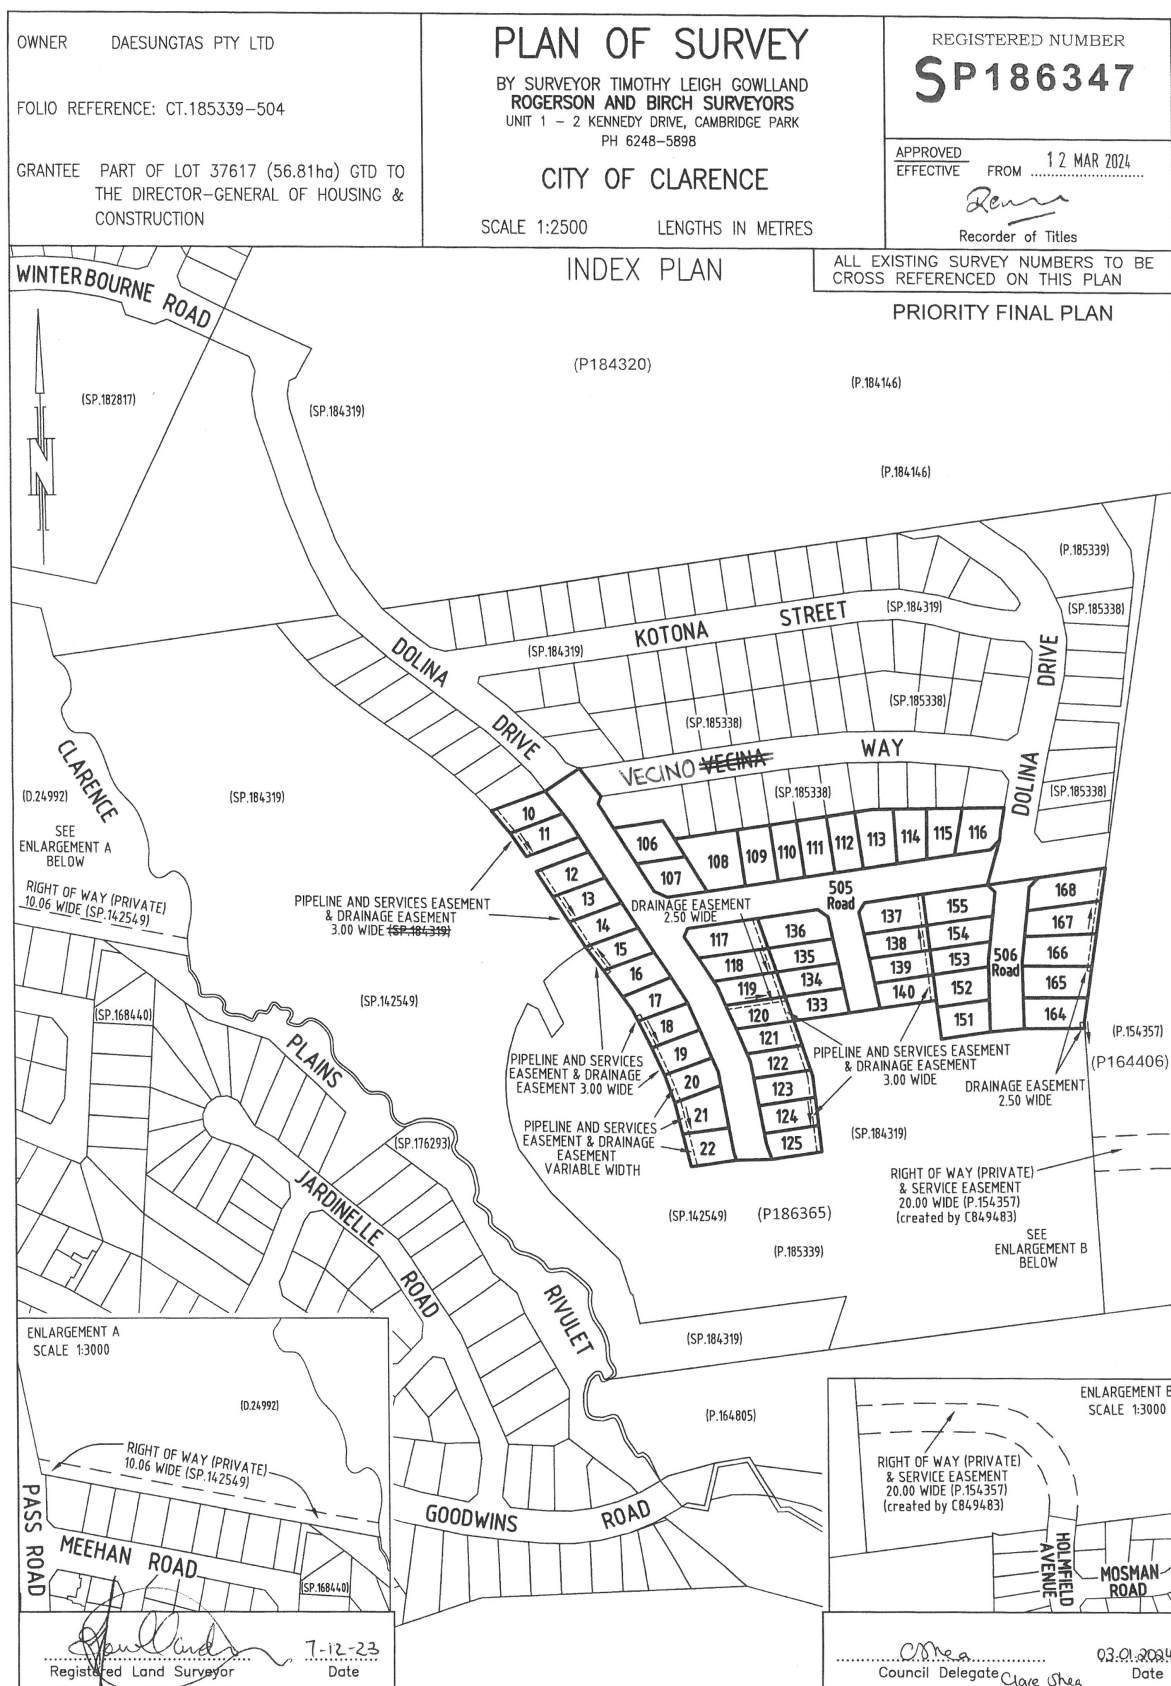 OWNER DAESUNGTAS PTY LTD
FOLIO REFERENCE: CT.185339-504
GRANTEE PART OF LOT 37617 (56.81ha) GTD TO
THE DIRECTOR-GENERAL OF HOUSING &
CONSTRUCTION
PLAN OF SURVEY
BY SURVEYOR TIMOTHY LEIGH GOWLLAND
ROGERSON AND BIRCH SURVEYORS
UNIT 1 - 2 KENNEDY DRIVE, CAMBRIDGE PARK
PH 6248-5898
CITY OF CLARENCE
SCALE 1:2500 LENGTHS IN METRES
REGISTERED NUMBER
SP186347
APPROVED
EFFECTIVE FROM 12 MAR 2024
Recorder of Titles
INDEX PLAN
ALL EXISTING SURVEY NUMBERS TO BE
CROSS REFERENCED ON THIS PLAN
PRIORITY FINAL PLAN
WINTERBOURNE ROAD
(P184320)
(P.184146)
(SP.182817)
(SP.184319)
N
(P.184146)
(P.185339)
KOTONA STREET
(SP.184319)
(SP.185338)
(SP.184319)
DOLINA DRIVE
DOLINA DRIVE
(SP.185338)
(SP.185338)
VECINO VECINA WAY
(SP.185338)
(SP.185338)
CLARENCE
(D.24992)
(SP.184319)
SEE
ENLARGEMENT A
BELOW
RIGHT OF WAY (PRIVATE)
10.06 WIDE (SP.142549)
10
11
12
13
14
15
16
17
18
19
20
21
22
106
107
108
109
110
111
112
113
114
115
116
505
Road
117
118
119
120
121
122
123
124
125
136
135
134
133
137
138
139
140
155
154
153
152
151
506
Road
168
167
166
165
164
PIPELINE AND SERVICES EASEMENT
& DRAINAGE EASEMENT
3.00 WIDE (SP.184319)
DRAINAGE EASEMENT
2.50 WIDE
(SP.142549)
(SP.168440)
PLAINS
PIPELINE AND SERVICES
EASEMENT & DRAINAGE
EASEMENT 3.00 WIDE
PIPELINE AND SERVICES
EASEMENT & DRAINAGE
EASEMENT
VARIABLE WIDTH
PIPELINE AND SERVICES EASEMENT
& DRAINAGE EASEMENT
3.00 WIDE
DRAINAGE EASEMENT
2.50 WIDE
(P.154357)
(P164406)
(SP.184319)
(SP.176293)
JARDINELLE ROAD
RIGHT OF WAY (PRIVATE)
& SERVICE EASEMENT
20.00 WIDE (P.154357)
(created by C849483)
SEE
ENLARGEMENT B
BELOW
(SP.142549)
(P186365)
(P.185339)
RIVULET
(SP.184319)
(P.164805)
GOODWINS ROAD
ENLARGEMENT A
SCALE 1:3000
(D.24992)
RIGHT OF WAY (PRIVATE)
10.06 WIDE (SP.142549)
PASS ROAD
MEEHAN ROAD
(SP.168440)
ENLARGEMENT B
SCALE 1:3000
RIGHT OF WAY (PRIVATE)
& SERVICE EASEMENT
20.00 WIDE (P.154357)
(created by C849483)
HOLMFIELD
AVENUE
MOSMAN
ROAD
7-12-23
Registered Land Surveyor Date
CShea 03.01.2024
Council Delegate Clare Shea Date